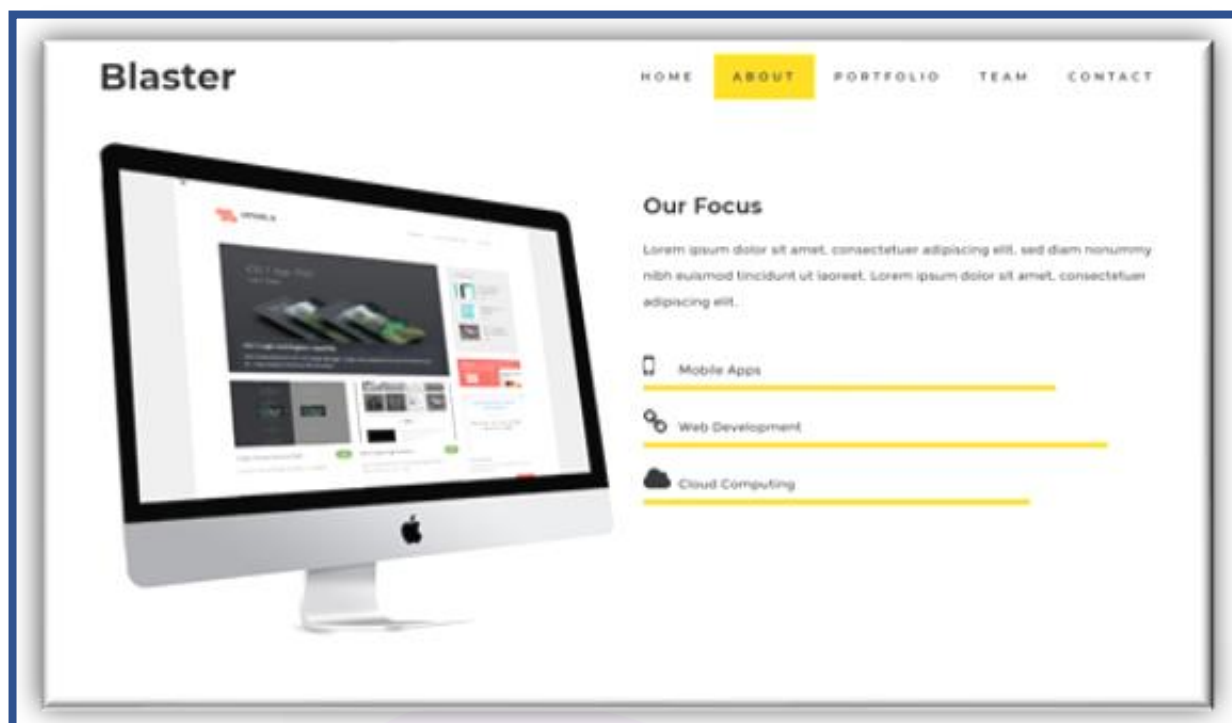 Blaster
HOME ABOUT PORTFOLIO TEAM CONTACT
Our Focus
Lorem ipsum dolor sit amet, consectetuer adipiscing elit, sed diam nonummy
nibh euismod tincidunt ut laoreet. Lorem ipsum dolor sit amet, consectetuer
adipiscing elit.
Mobile Apps
Web Development
Cloud Computing